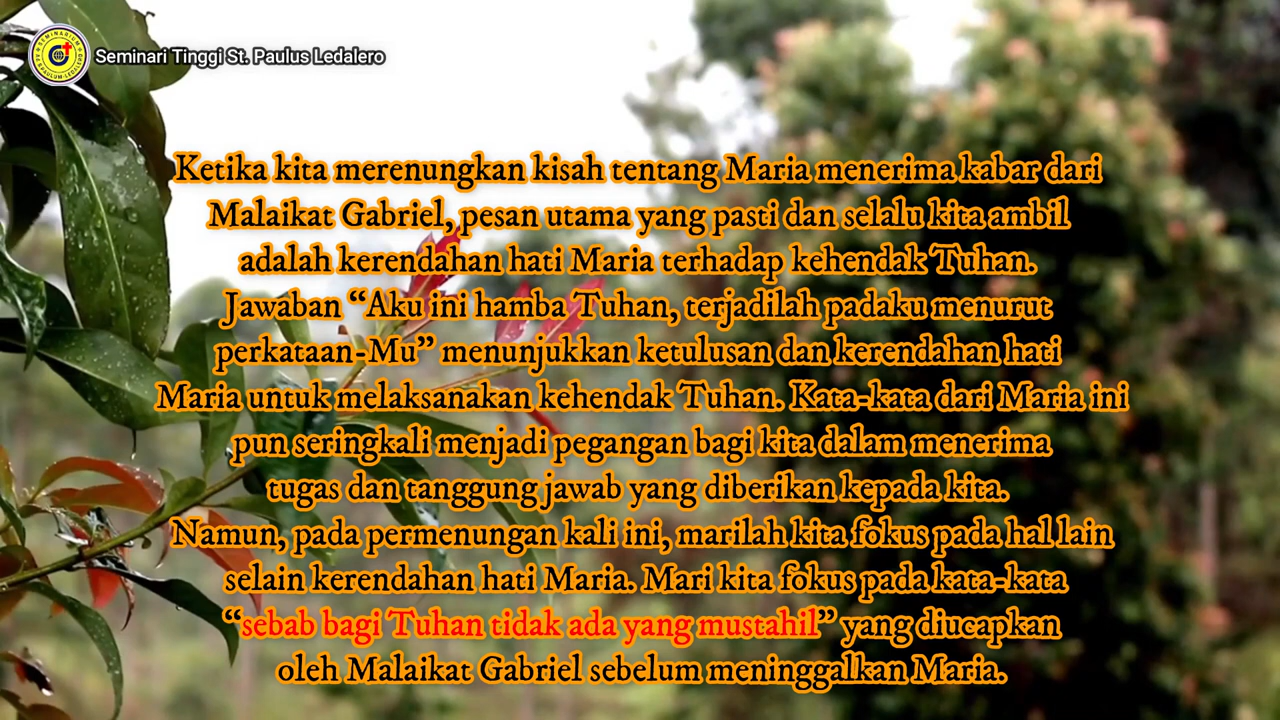 Seminari Tinggi St. Paulus Ledalero
Ketika kita merenungkan kisah tentang Maria menerima kabar dari
Malaikat Gabriel, pesan utama yang pasti dan selalu kita ambil
adalah kerendahan hati Maria terhadap kehendak Tuhan.
Jawaban “Aku ini hamba Tuhan, terjadilah padaku menurut
perkataan-Mu” menunjukkan ketulusan dan kerendahan hati
Maria untuk melaksanakan kehendak Tuhan. Kata-kata dari Maria ini
pun seringkali menjadi pegangan bagi kita dalam menerima
tugas dan tanggung jawab yang diberikan kepada kita.
Namun, pada permenungan kali ini, marilah kita fokus pada hal lain
selain kerendahan hati Maria. Mari kita fokus pada kata-kata
“sebab bagi Tuhan tidak ada yang mustahil” yang diucapkan
oleh Malaikat Gabriel sebelum meninggalkan Maria.